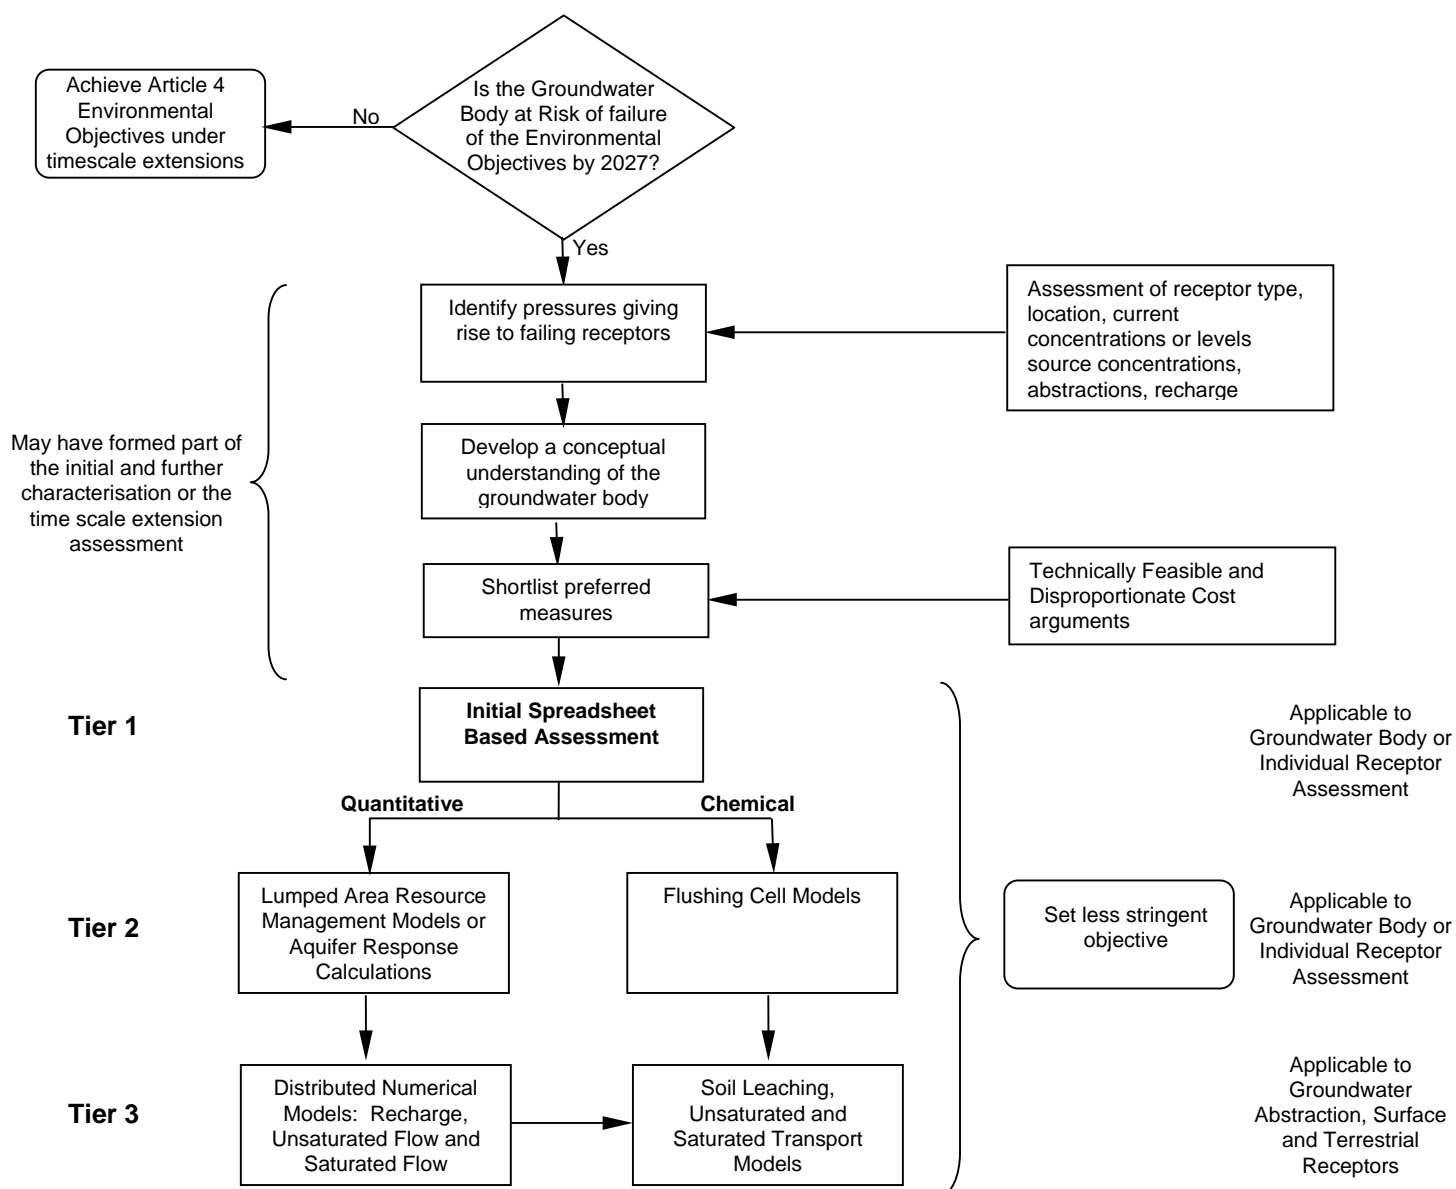 Is the Groundwater
Body at Risk of failure
of the Environmental
Objectives by 2027?
No
Achieve Article 4
Environmental
Objectives under
timescale extensions
Yes
Identify pressures giving
rise to failing receptors
Assessment of receptor type,
location, current
concentrations or levels
source concentrations,
abstractions, recharge
May have formed part of
the initial and further
characterisation or the
time scale extension
assessment
Develop a conceptual
understanding of the
groundwater body
Shortlist preferred
measures
Technically Feasible and
Disproportionate Cost
arguments
Tier 1
Initial Spreadsheet
Based Assessment
Applicable to
Groundwater Body or
Individual Receptor
Assessment
Quantitative
Chemical
Tier 2
Lumped Area Resource
Management Models or
Aquifer Response
Calculations
Flushing Cell Models
Set less stringent
objective
Applicable to
Groundwater Body or
Individual Receptor
Assessment
Tier 3
Distributed Numerical
Models:  Recharge,
Unsaturated Flow and
Saturated Flow
Soil Leaching,
Unsaturated and
Saturated Transport
Models
Applicable to
Groundwater
Abstraction, Surface
and Terrestrial
Receptors